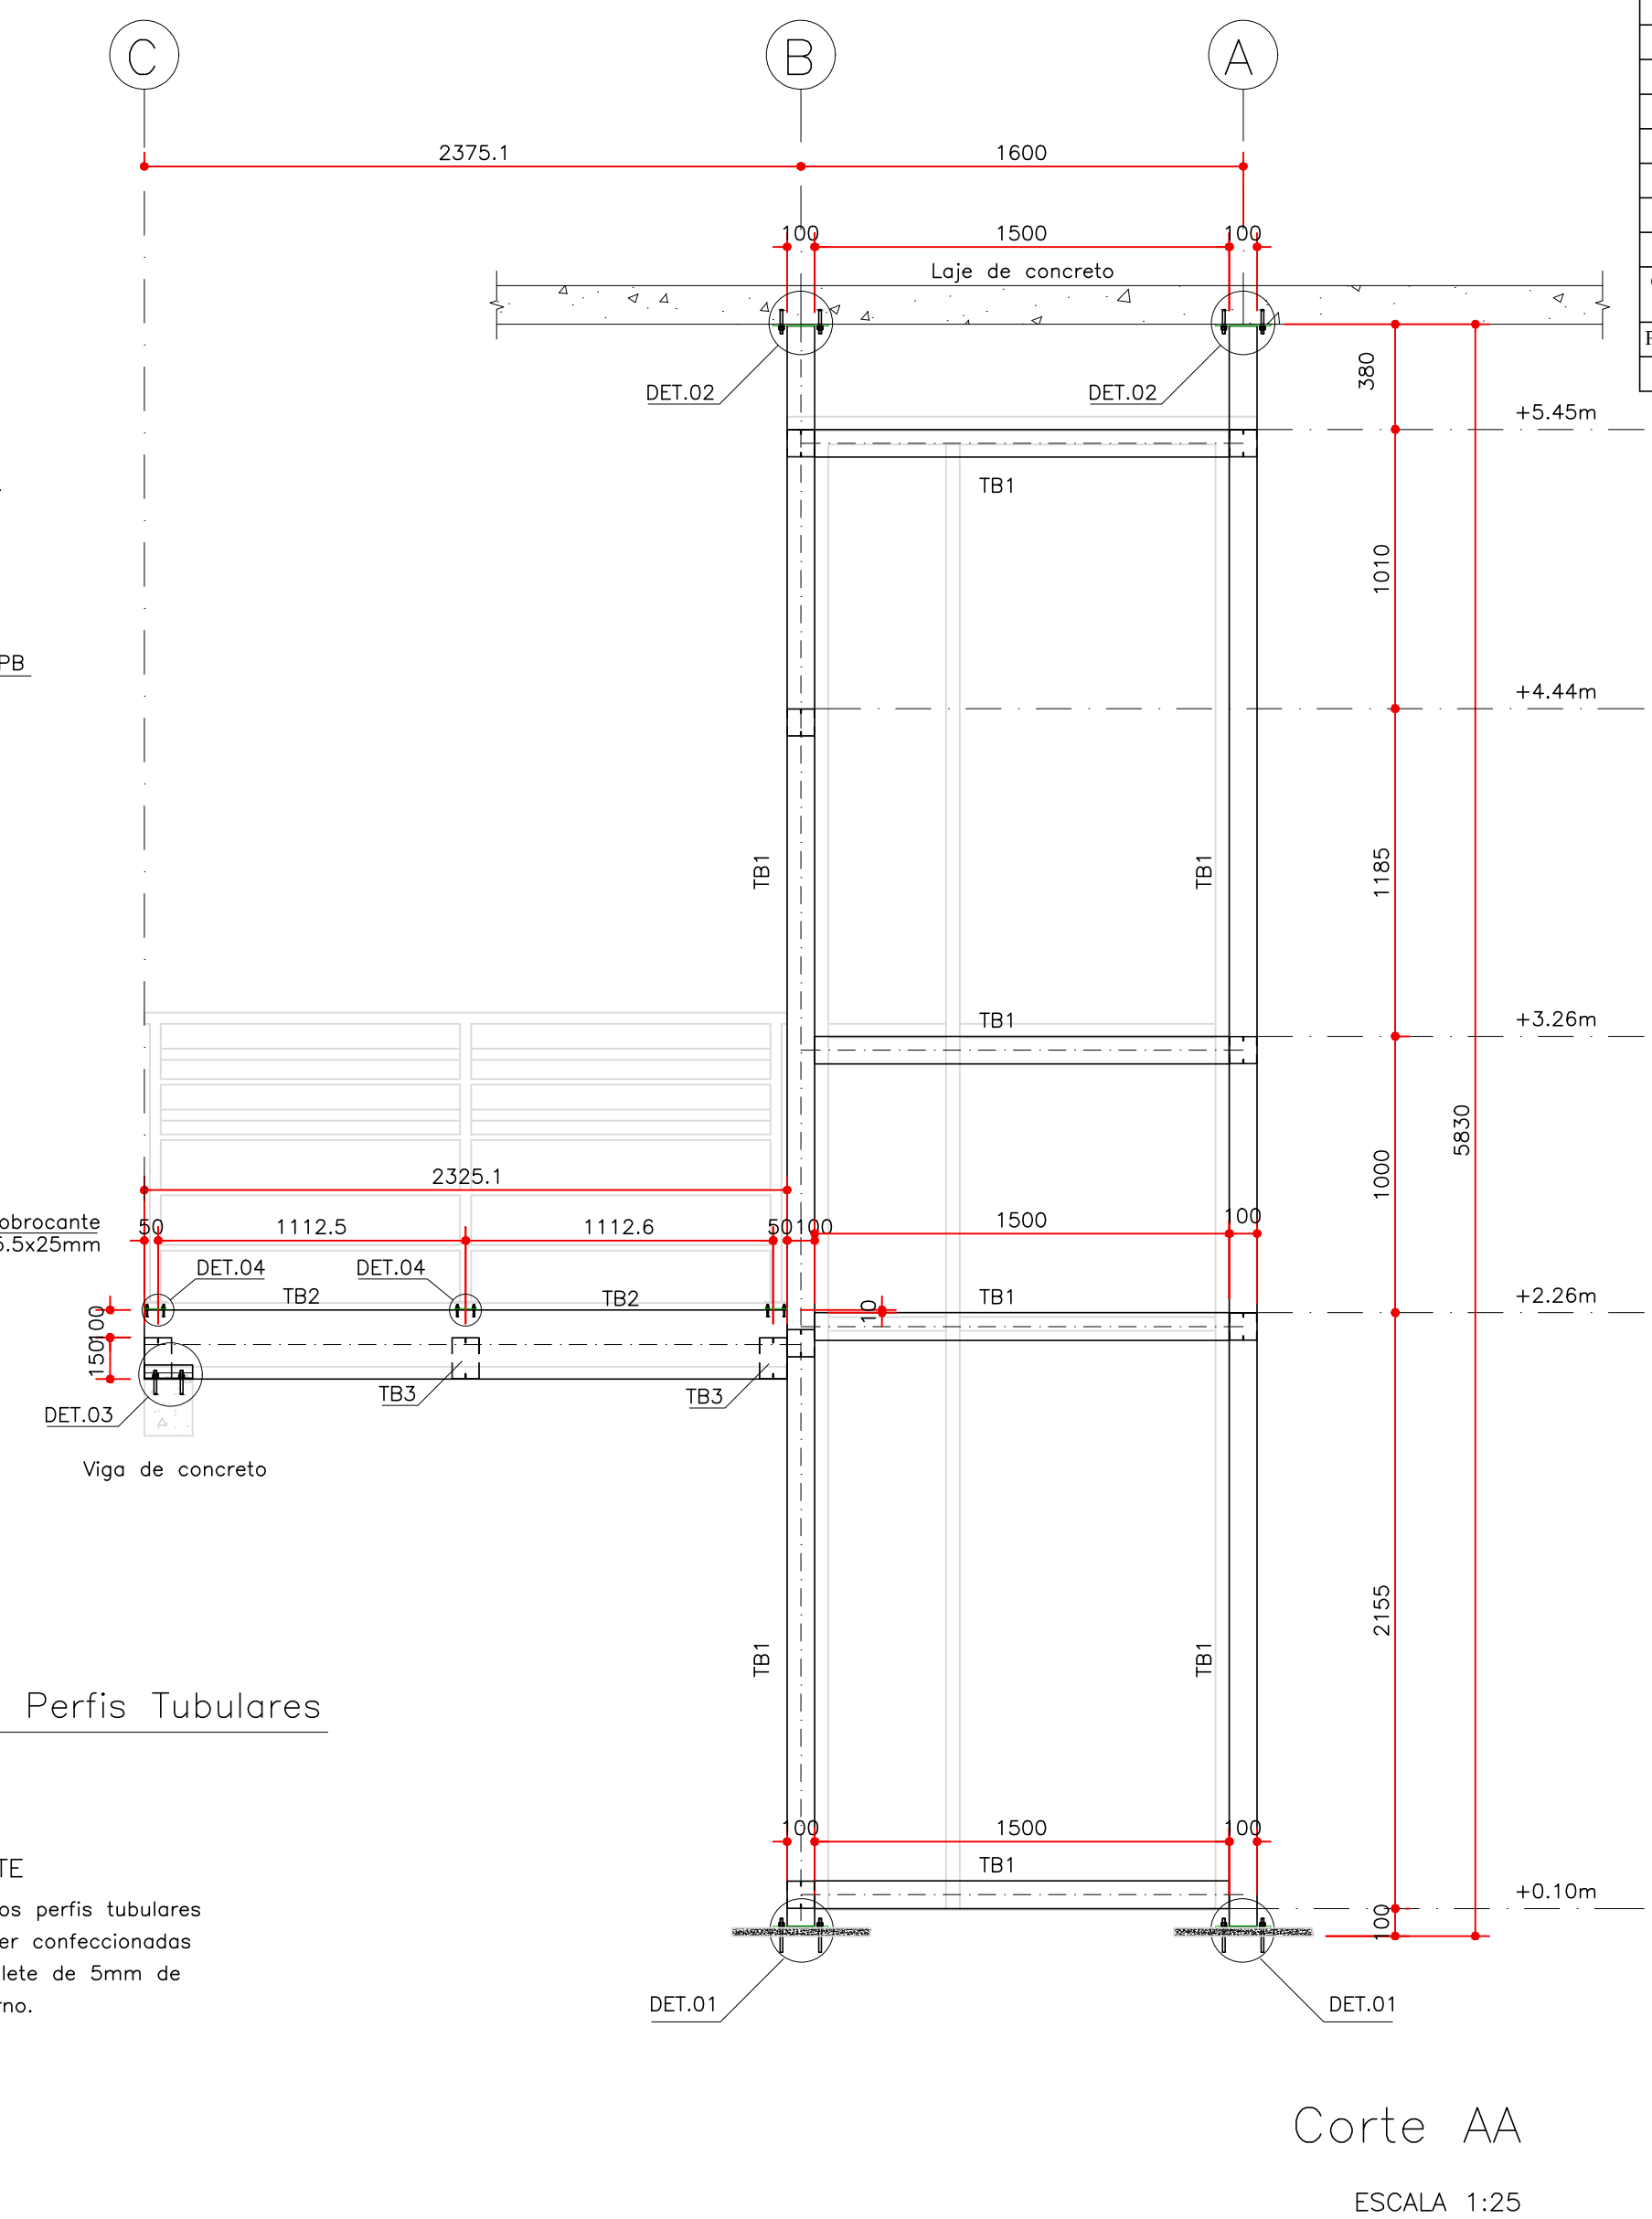 C
B
A
2375.1
1600
100
1500
100
Laje de concreto
DET.02
DET.02
380
+5.45m
TB1
1010
PB
+4.44m
TB1
TB1
1185
TB1
+3.26m
5830
2325.1
1000
obrocante
5.5x25mm
50
1112.5
1112.6
50
100
1500
100
DET.04
DET.04
TB2
TB2
TB1
10
+2.26m
100
150
TB3
TB3
DET.03
Viga de concreto
TB1
TB1
2155
Perfis Tubulares
100
1500
100
TB1
TE
os perfis tubulares
er confeccionadas
lete de 5mm de
rno.
+0.10m
100
DET.01
DET.01
Corte AA
ESCALA 1:25